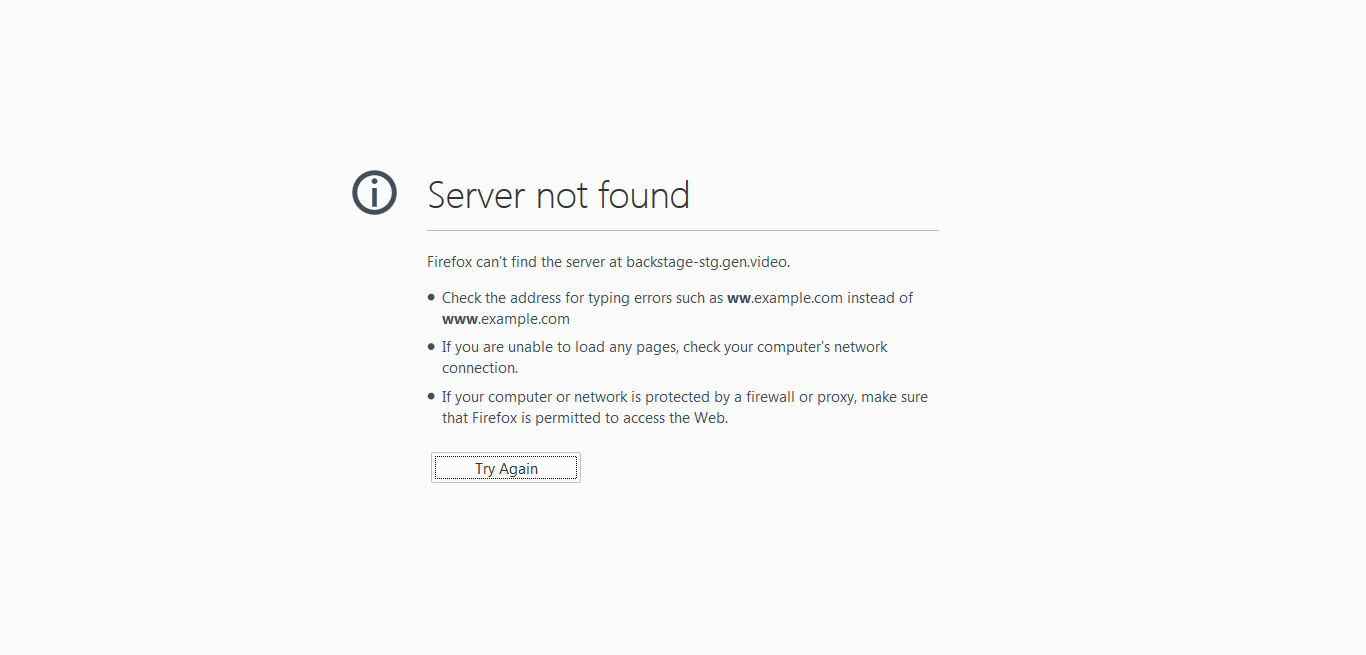 Server not found
Firefox can't find the server at backstage-stg.gen.video.
Check the address for typing errors such as ww.example.com instead of
www.example.com
If you are unable to load any pages, check your computer's network
connection.
If your computer or network is protected by a firewall or proxy, make sure
that Firefox is permitted to access the Web.
Try Again